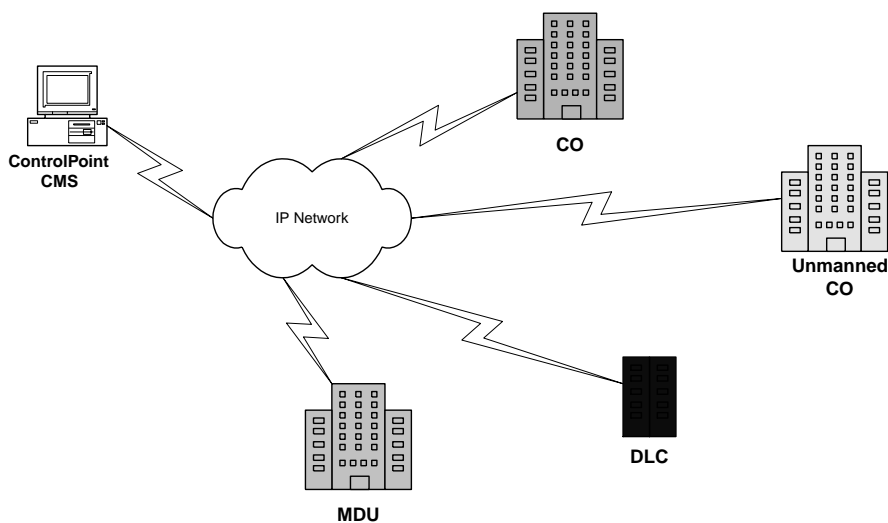 CO
ControlPoint
CMS
IP Network
Unmanned
CO
DLC
MDU